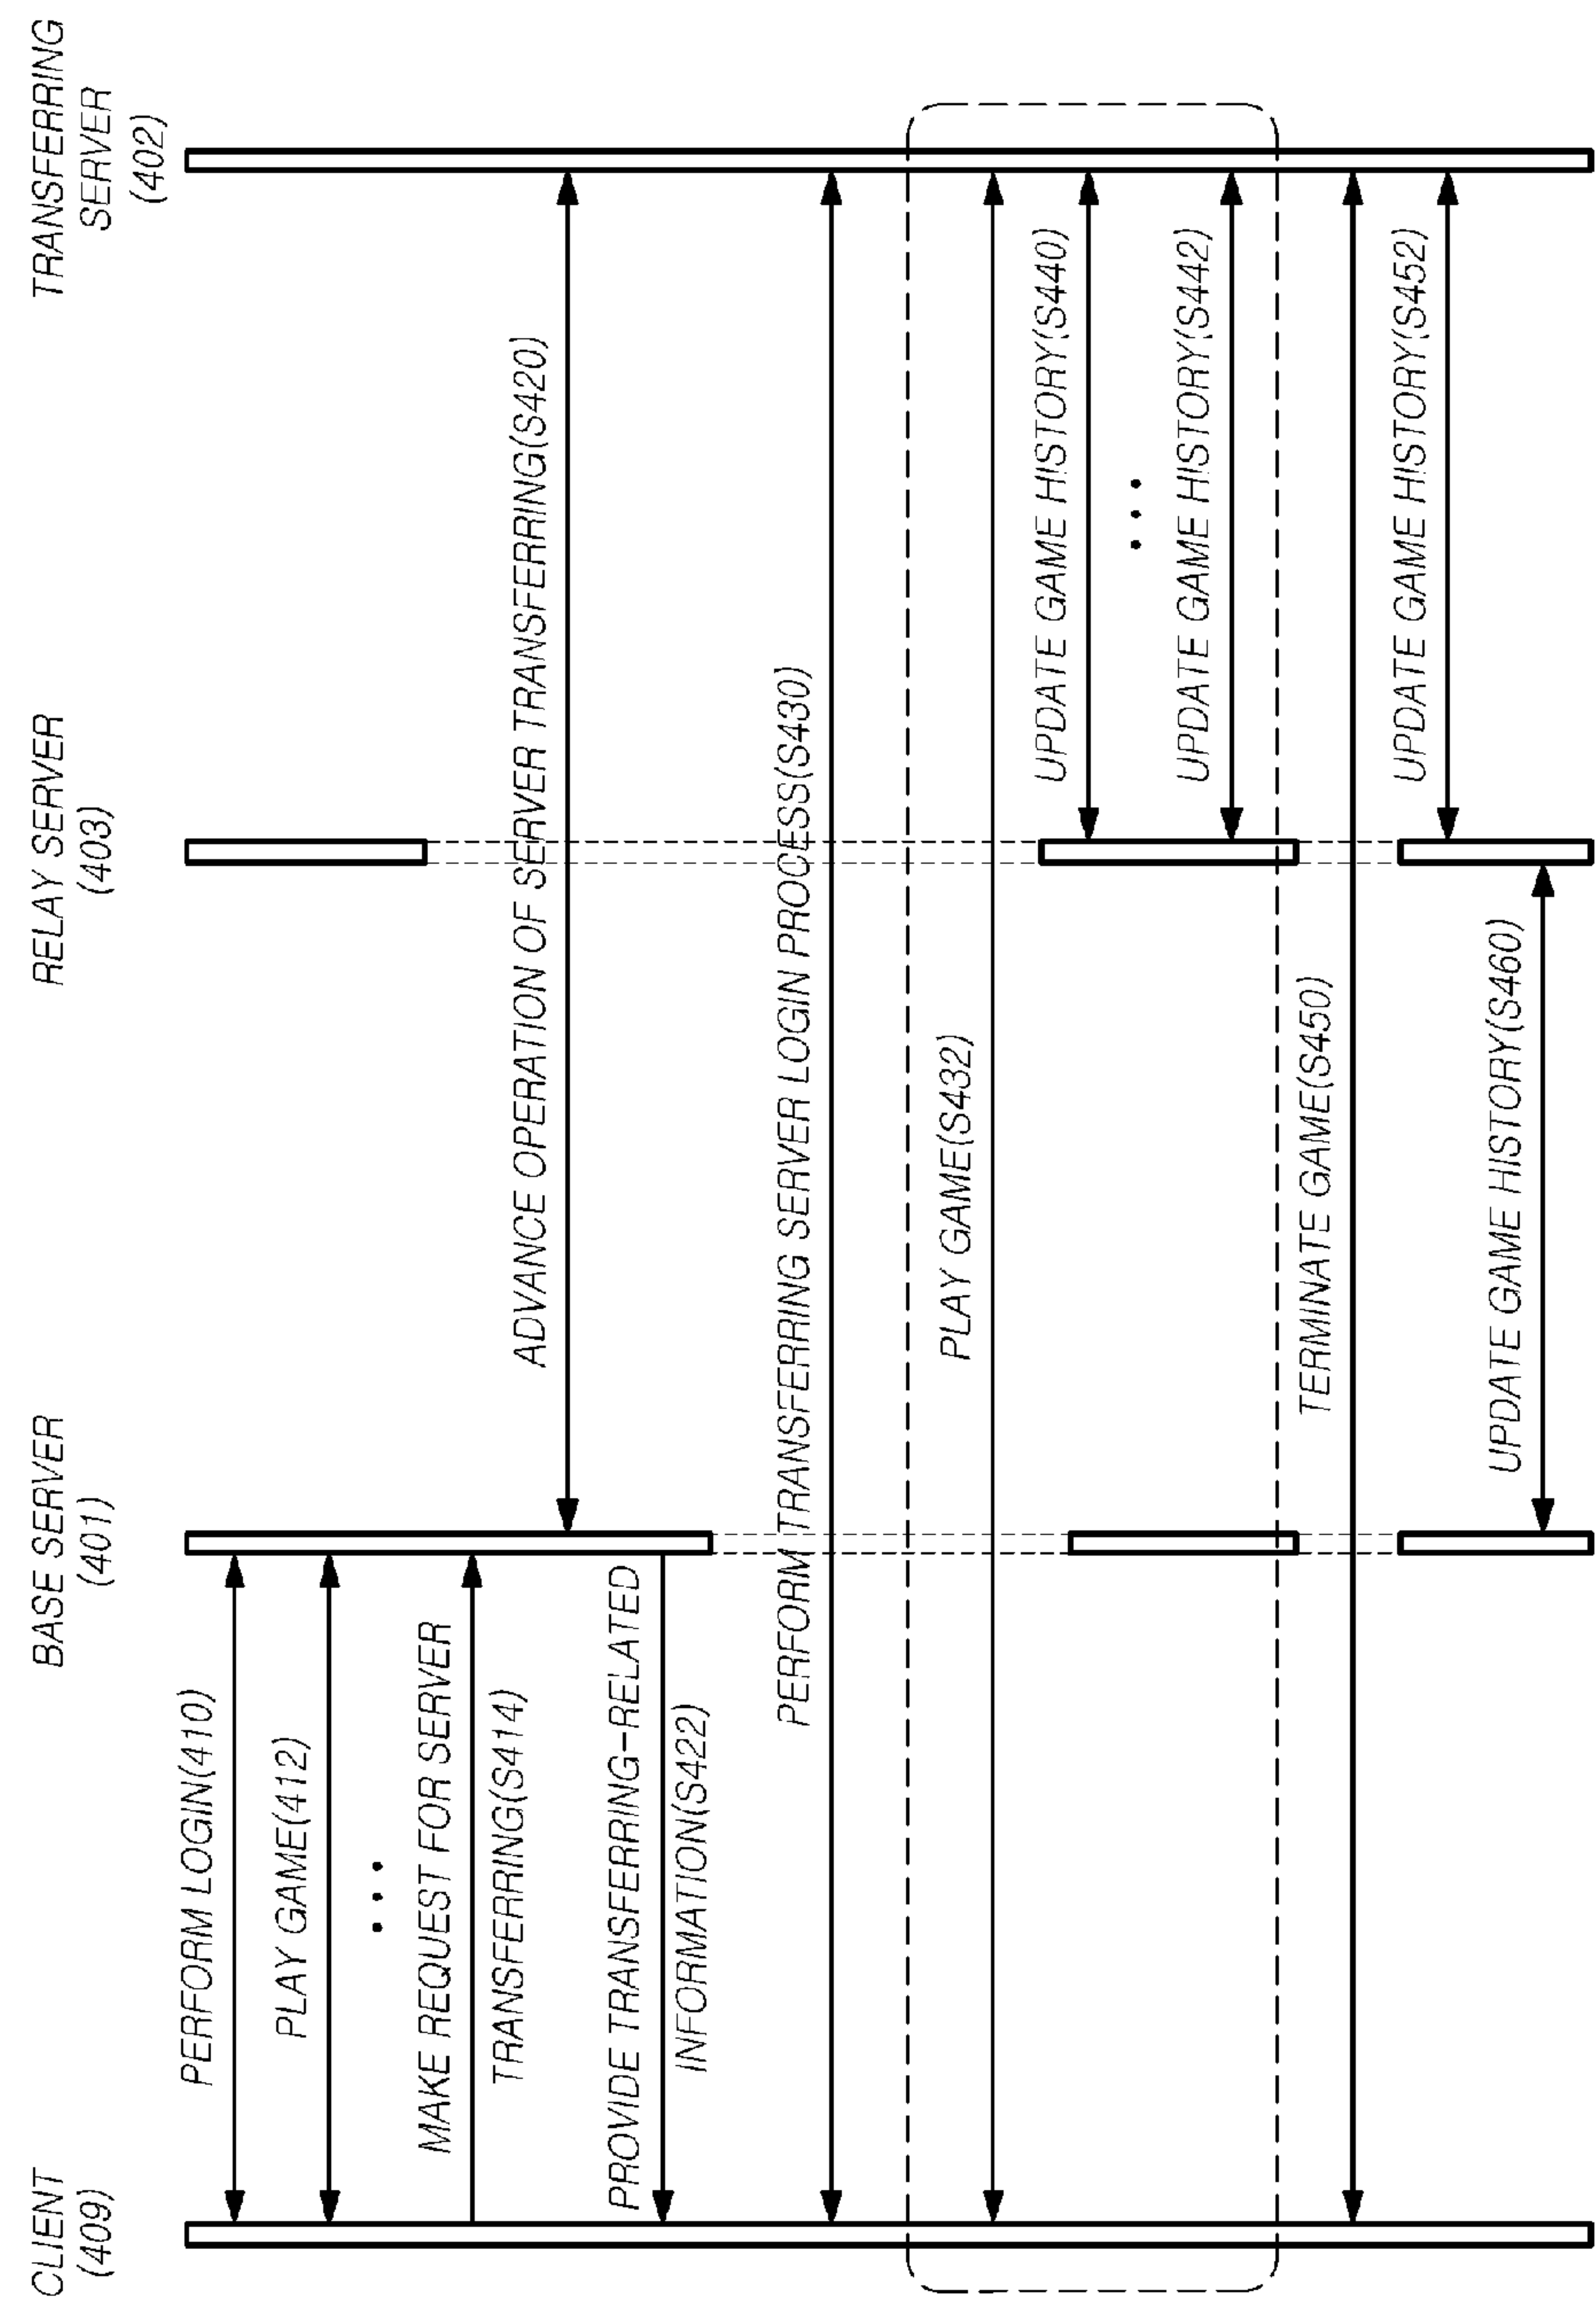 CLIENT
(409)
BASE SERVER
(401)
RELAY SERVER
(403)
TRANSFERRING
SERVER
(402)
PERFORM LOGIN(410)
PLAY GAME(412)
• • •
MAKE REQUEST FOR SERVER
TRANSFERRING(S414)
ADVANCE OPERATION OF SERVER TRANSFERRING(S420)
PROVIDE TRANSFERRING-RELATED
INFORMATION(S422)
PERFORM TRANSFERRING SERVER LOGIN PROCESS(S430)
PLAY GAME(S432)
UPDATE GAME HISTORY(S440)
• • •
UPDATE GAME HISTORY(S442)
TERMINATE GAME(S450)
UPDATE GAME HISTORY(S452)
UPDATE GAME HISTORY(S460)